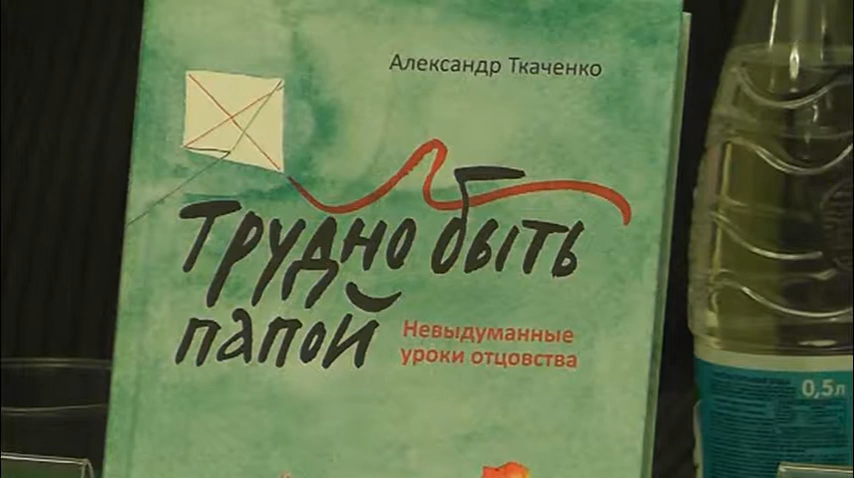 Александр Ткаченко
Трудно быть
папой
Невыдуманные
уроки отцовства
0,5л